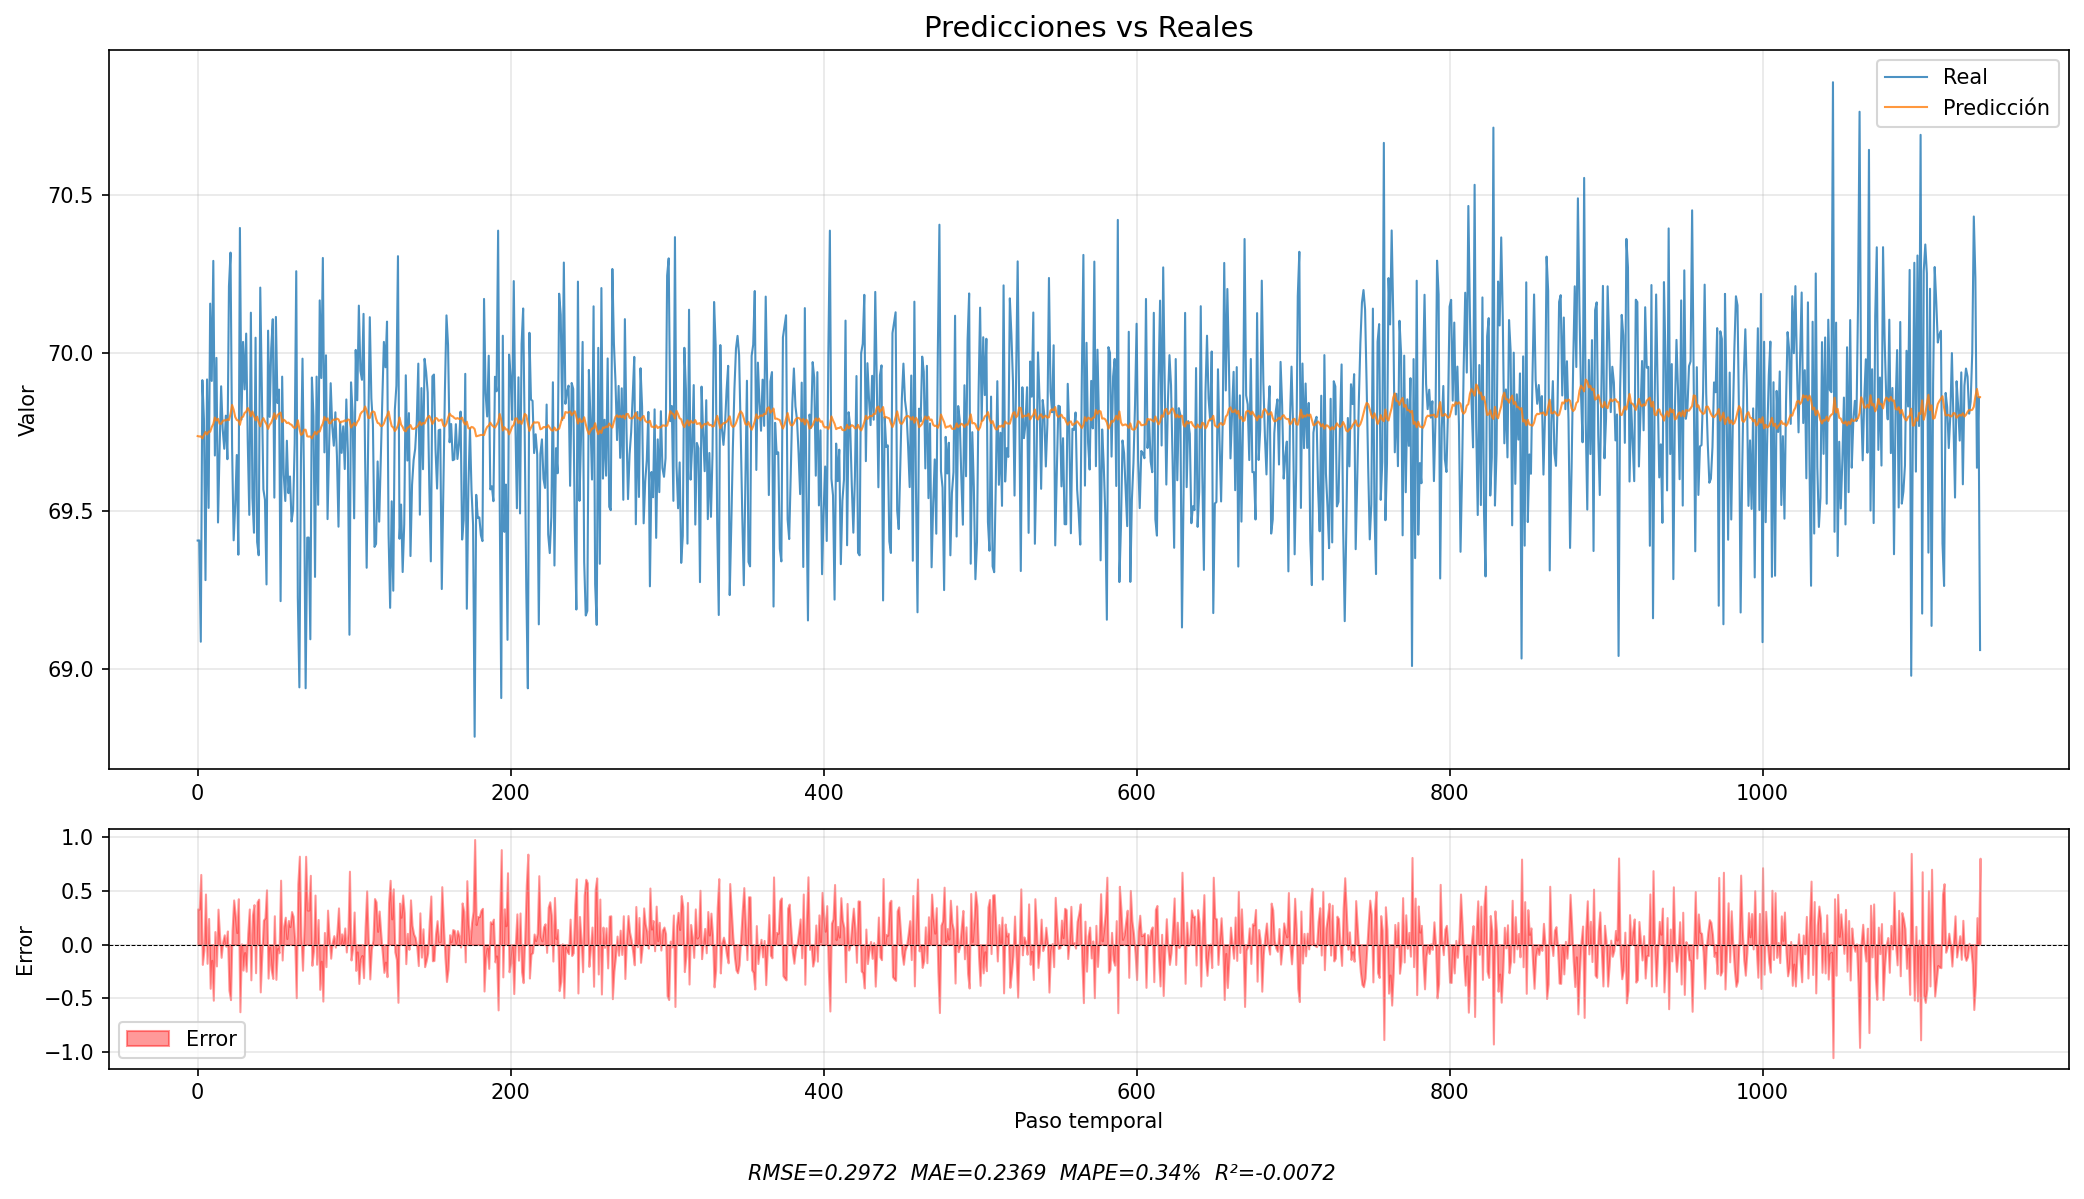 Predicciones vs Reales
Real
Predicción
Valor
70.5
70.0
69.5
69.0
0 200 400 600 800 1000
Error
1.0
0.5
0.0
−0.5
−1.0
Error
0 200 400 600 800 1000
Paso temporal
RMSE=0.2972 MAE=0.2369 MAPE=0.34% R²=-0.0072